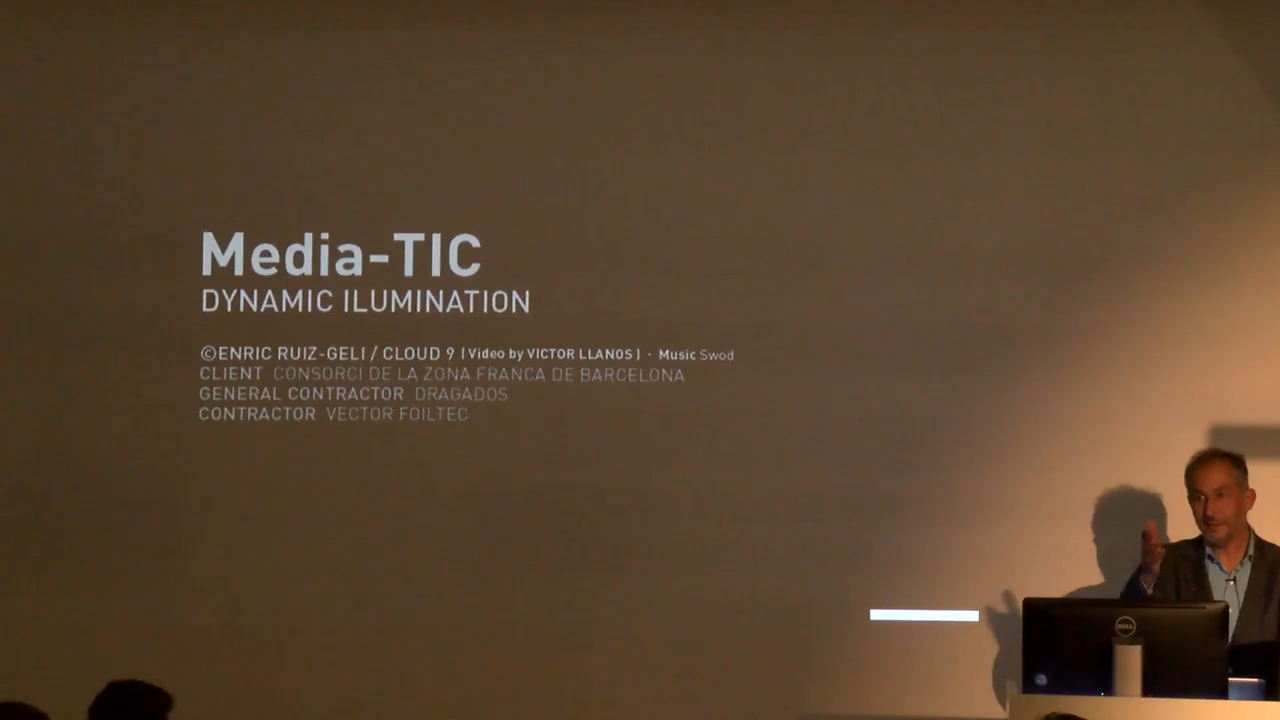 Media-TIC
DYNAMIC ILUMINATION
©ENRIC RUIZ-GELI / CLOUD 9 [Video by VICTOR LLANOS] · Music Swod
CLIENT CONSORCI DE LA ZONA FRANCA DE BARCELONA
GENERAL CONTRACTOR DRAGADOS
CONTRACTOR VECTOR FOILTEC
DELL